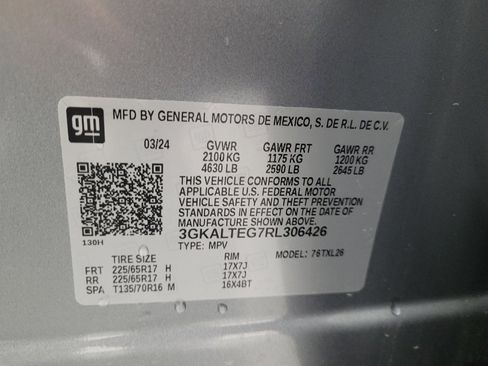 gm
MFD BY GENERAL MOTORS DE MEXICO, S. DE R.L. DE C.V.
03/24 GVWR GAWR FRT GAWR RR
2100 KG 1175 KG 1200 KG
4630 LB 2590 LB 2645 LB
THIS VEHICLE CONFORMS TO ALL
APPLICABLE U.S. FEDERAL MOTOR
VEHICLE SAFETY AND THEFT
PREVENTION STANDARDS IN EFFECT
ON THE DATE OF MANUFACTURE
SHOWN ABOVE.
130H
3GKALTEG7RL306426
TYPE: MPV
TIRE SIZE RIM MODEL: 76TXL26
FRT 225/65R17 H 17X7J
RR 225/65R17 H 17X7J
SPA T135/70R16 M 16X4BT